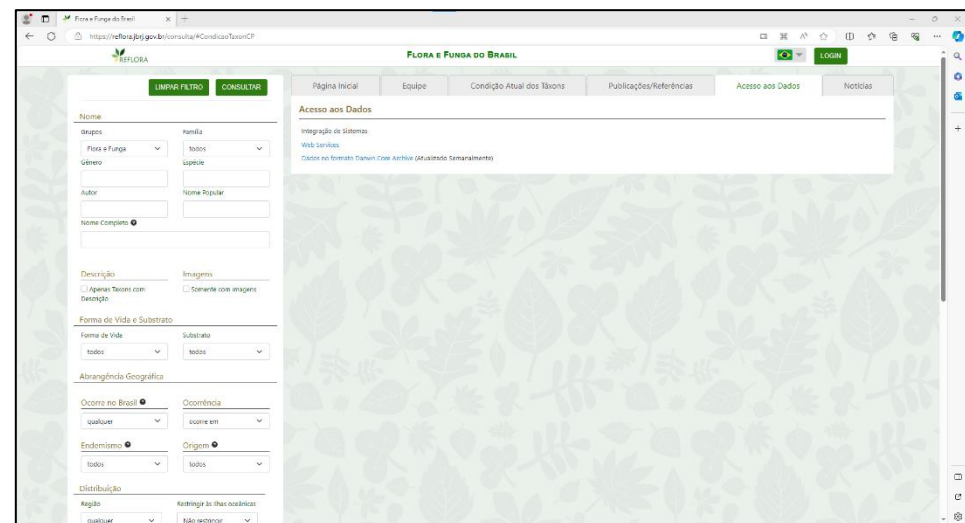 Flora e Funga do Brasil
https://reflora.jbrj.gov.br/consulta/#CondicaoTaxonCP
REFLORA
FLORA E FUNGA DO BRASIL
LOGIN
LIMPAR FILTRO CONSULTAR
Página Inicial Equipe Condição Atual dos Táxons Publicações/Referências Acesso aos Dados Notícias
Acesso aos Dados
Integração de Sistemas
Web Services
Dados no formato Darwin Core Archive (Atualizado Semanalmente)
Nome
Grupos Família
Flora e Funga todos
Gênero Espécie
Autor Nome Popular
Nome Completo
Descrição Imagens
Apenas Taxons com Descrição Somente com imagens
Forma de Vida e Substrato
Forma de Vida Substrato
todos todos
Abrangência Geográfica
Ocorre no Brasil Ocorrência
qualquer ocorre em
Endemismo Origem
todos todos
Distribuição
Região Restringir às ilhas oceânicas
qualquer Não restringir